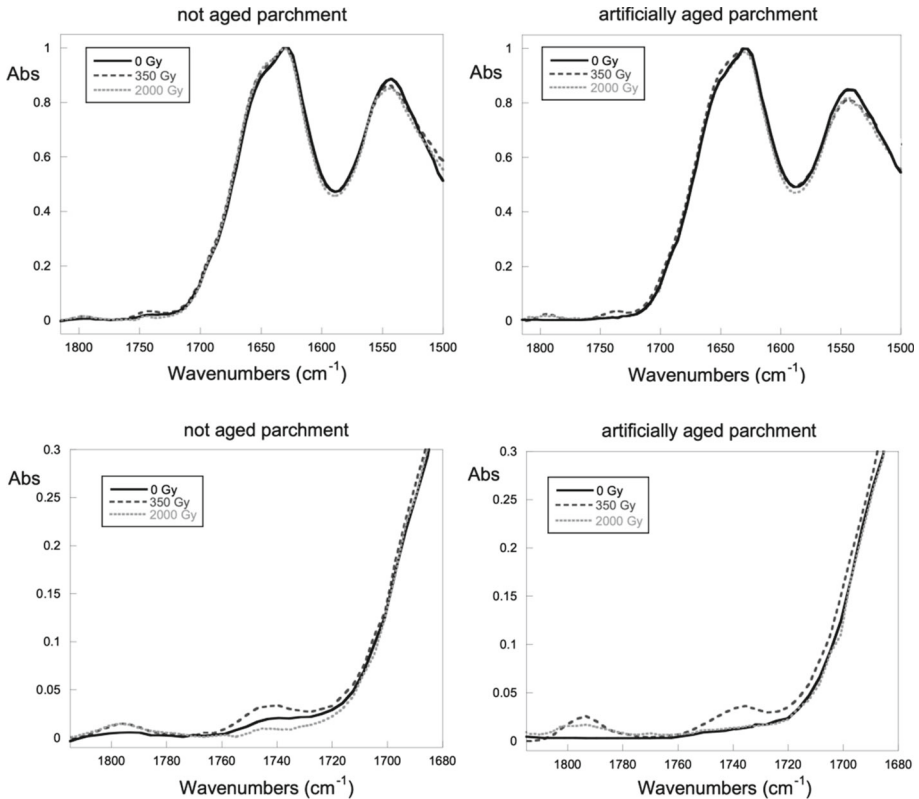 not aged parchment
Abs
0 Gy
350 Gy
2000 Gy
1
0.8
0.6
0.4
0.2
0
1800 1750 1700 1650 1600 1550 1500
Wavenumbers (cm⁻¹)
artificially aged parchment
Abs
0 Gy
350 Gy
2000 Gy
1
0.8
0.6
0.4
0.2
0
1800 1750 1700 1650 1600 1550 1500
Wavenumbers (cm⁻¹)
not aged parchment
Abs
0 Gy
350 Gy
2000 Gy
0.3
0.25
0.2
0.15
0.1
0.05
0
1800 1780 1760 1740 1720 1700 1680
Wavenumbers (cm⁻¹)
artificially aged parchment
Abs
0 Gy
350 Gy
2000 Gy
0.3
0.25
0.2
0.15
0.1
0.05
0
1800 1780 1760 1740 1720 1700 1680
Wavenumbers (cm⁻¹)